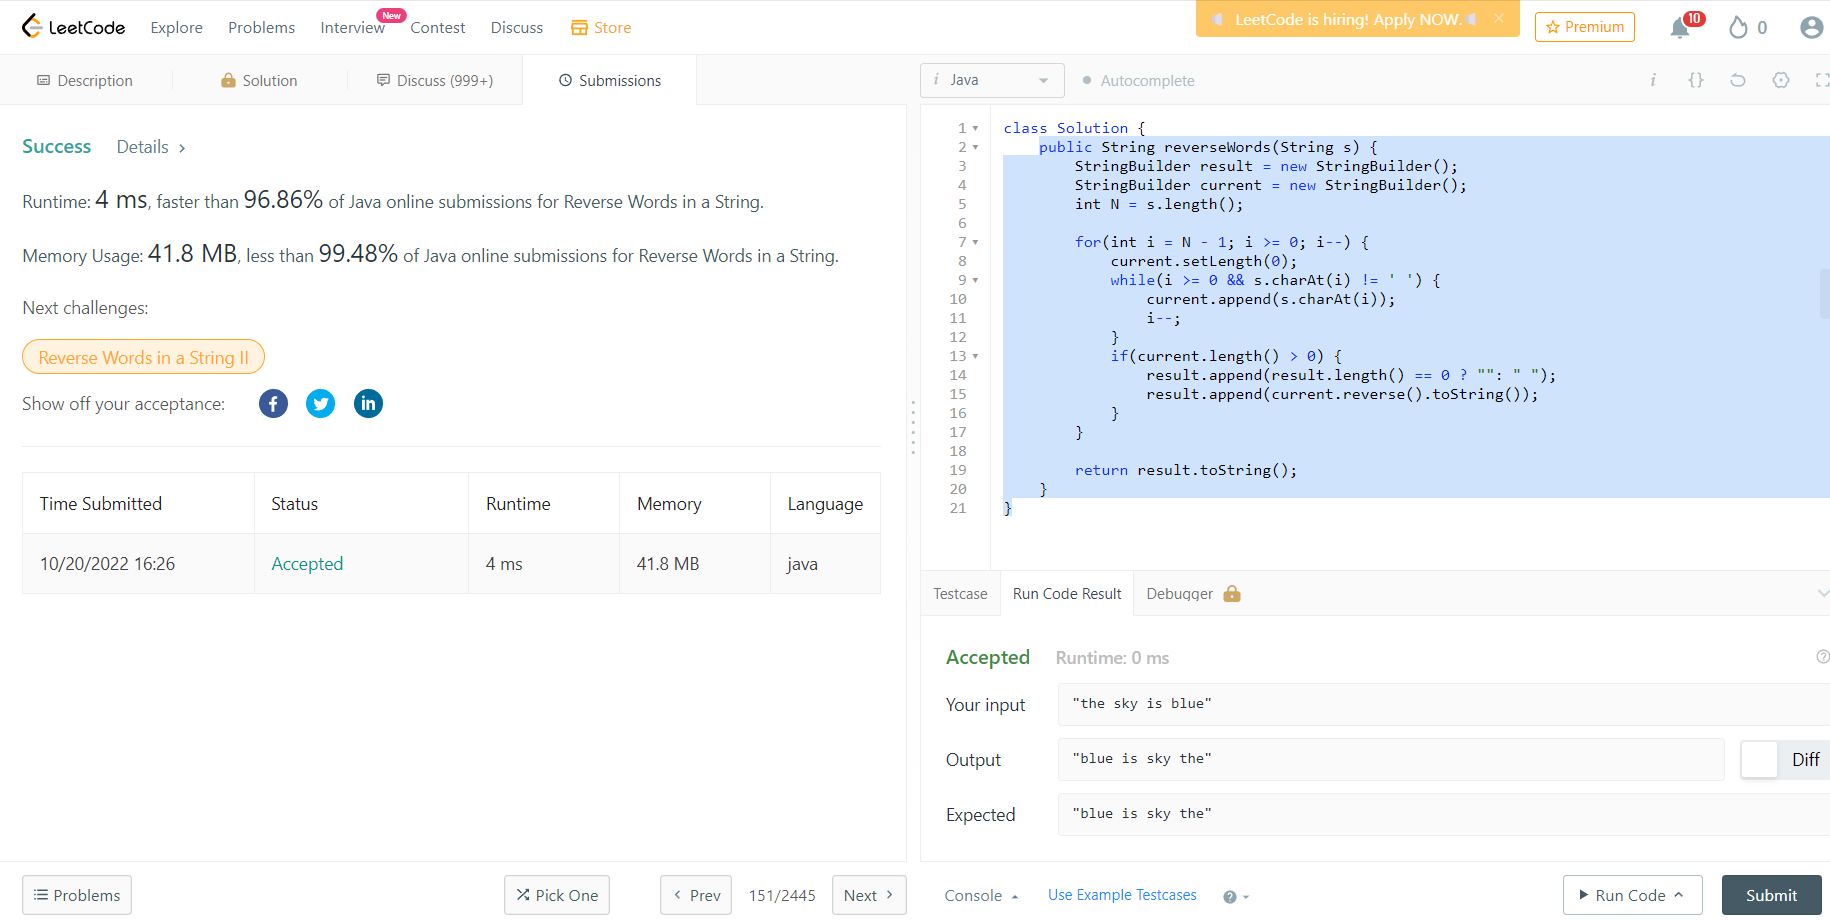 LeetCode Explore Problems Interview New Contest Discuss Store LeetCode is hiring! Apply NOW. × Premium 10 0
Description Solution Discuss (999+) Submissions
Success Details >
Runtime: 4 ms, faster than 96.86% of Java online submissions for Reverse Words in a String.
Memory Usage: 41.8 MB, less than 99.48% of Java online submissions for Reverse Words in a String.
Next challenges:
Reverse Words in a String II
Show off your acceptance:
Time Submitted Status Runtime Memory Language
10/20/2022 16:26 Accepted 4 ms 41.8 MB java
Problems Pick One < Prev 151/2445 Next >
i Java Autocomplete i {}
1 class Solution {
2 public String reverseWords(String s) {
3 StringBuilder result = new StringBuilder();
4 StringBuilder current = new StringBuilder();
5 int N = s.length();
6
7 for(int i = N - 1; i >= 0; i--) {
8 current.setLength(0);
9 while(i >= 0 && s.charAt(i) != ' ') {
10 current.append(s.charAt(i));
11 i--;
12 }
13 if(current.length() > 0) {
14 result.append(result.length() == 0 ? "": " ");
15 result.append(current.reverse().toString());
16 }
17 }
18
19 return result.toString();
20 }
21 }
Testcase Run Code Result Debugger
Accepted Runtime: 0 ms
Your input "the sky is blue"
Output "blue is sky the" Diff
Expected "blue is sky the"
Console Use Example Testcases Run Code Submit